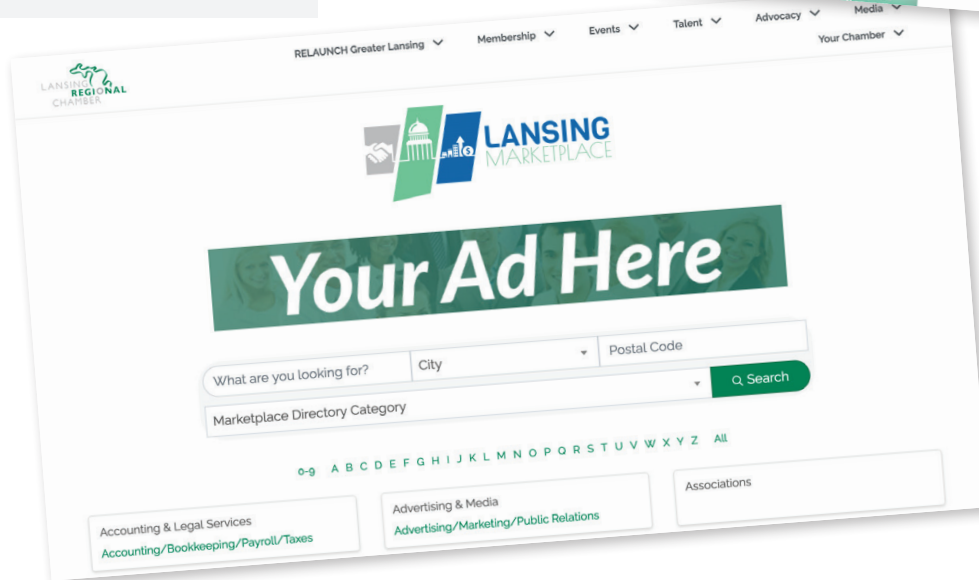 RELAUNCH Greater Lansing Membership Events Talent Advocacy Media
Your Chamber
LANSING
REGIONAL
CHAMBER
LANSING
MARKETPLACE
Your Ad Here
What are you looking for? City Postal Code
Marketplace Directory Category Search
0-9 A B C D E F G H I J K L M N O P Q R S T U V W X Y Z All
Accounting & Legal Services
Accounting/Bookkeeping/Payroll/Taxes
Advertising & Media
Advertising/Marketing/Public Relations
Associations